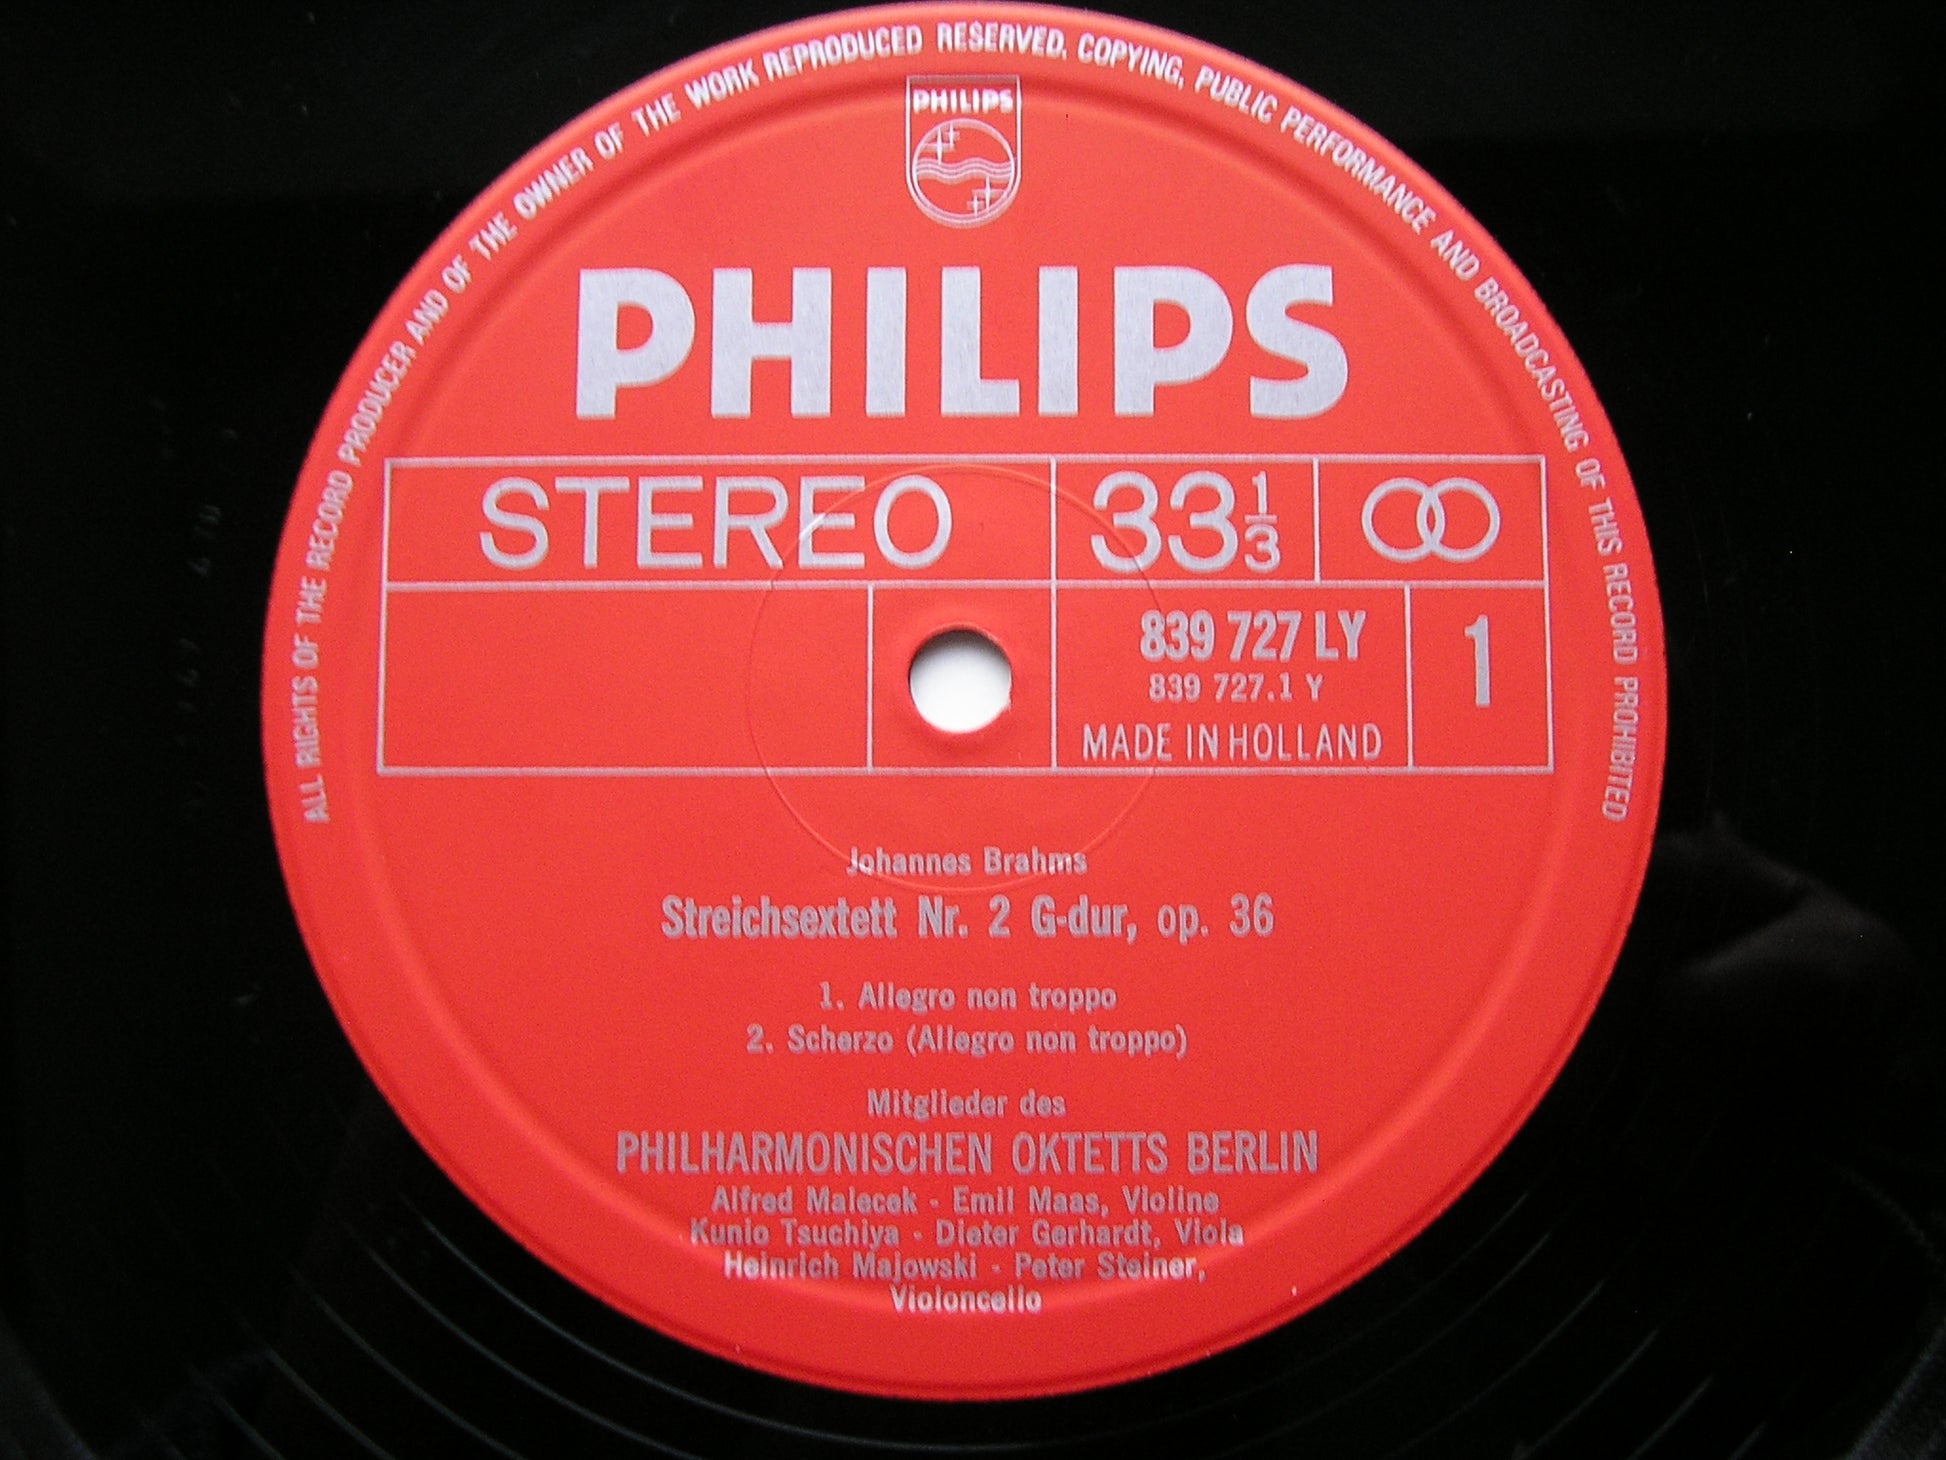 ALL RIGHTS OF THE RECORD PRODUCER AND OF THE OWNER OF THE WORK REPRODUCED RESERVED. COPYING, PUBLIC PERFORMANCE AND BROADCASTING OF THIS RECORD PROHIBITED
PHILIPS
PHILIPS
STEREO 33 1/3
839 727 LY 1
839 727.1 Y
MADE IN HOLLAND
Johannes Brahms
Streichsextett Nr. 2 G-dur, op. 36
1. Allegro non troppo
2. Scherzo (Allegro non troppo)
Mitglieder des
PHILHARMONISCHEN OKTETTS BERLIN
Alfred Malecek - Emil Maas, Violine
Kunio Tsuchiya - Dieter Gerhardt, Viola
Heinrich Majowski - Peter Steiner,
Violoncello